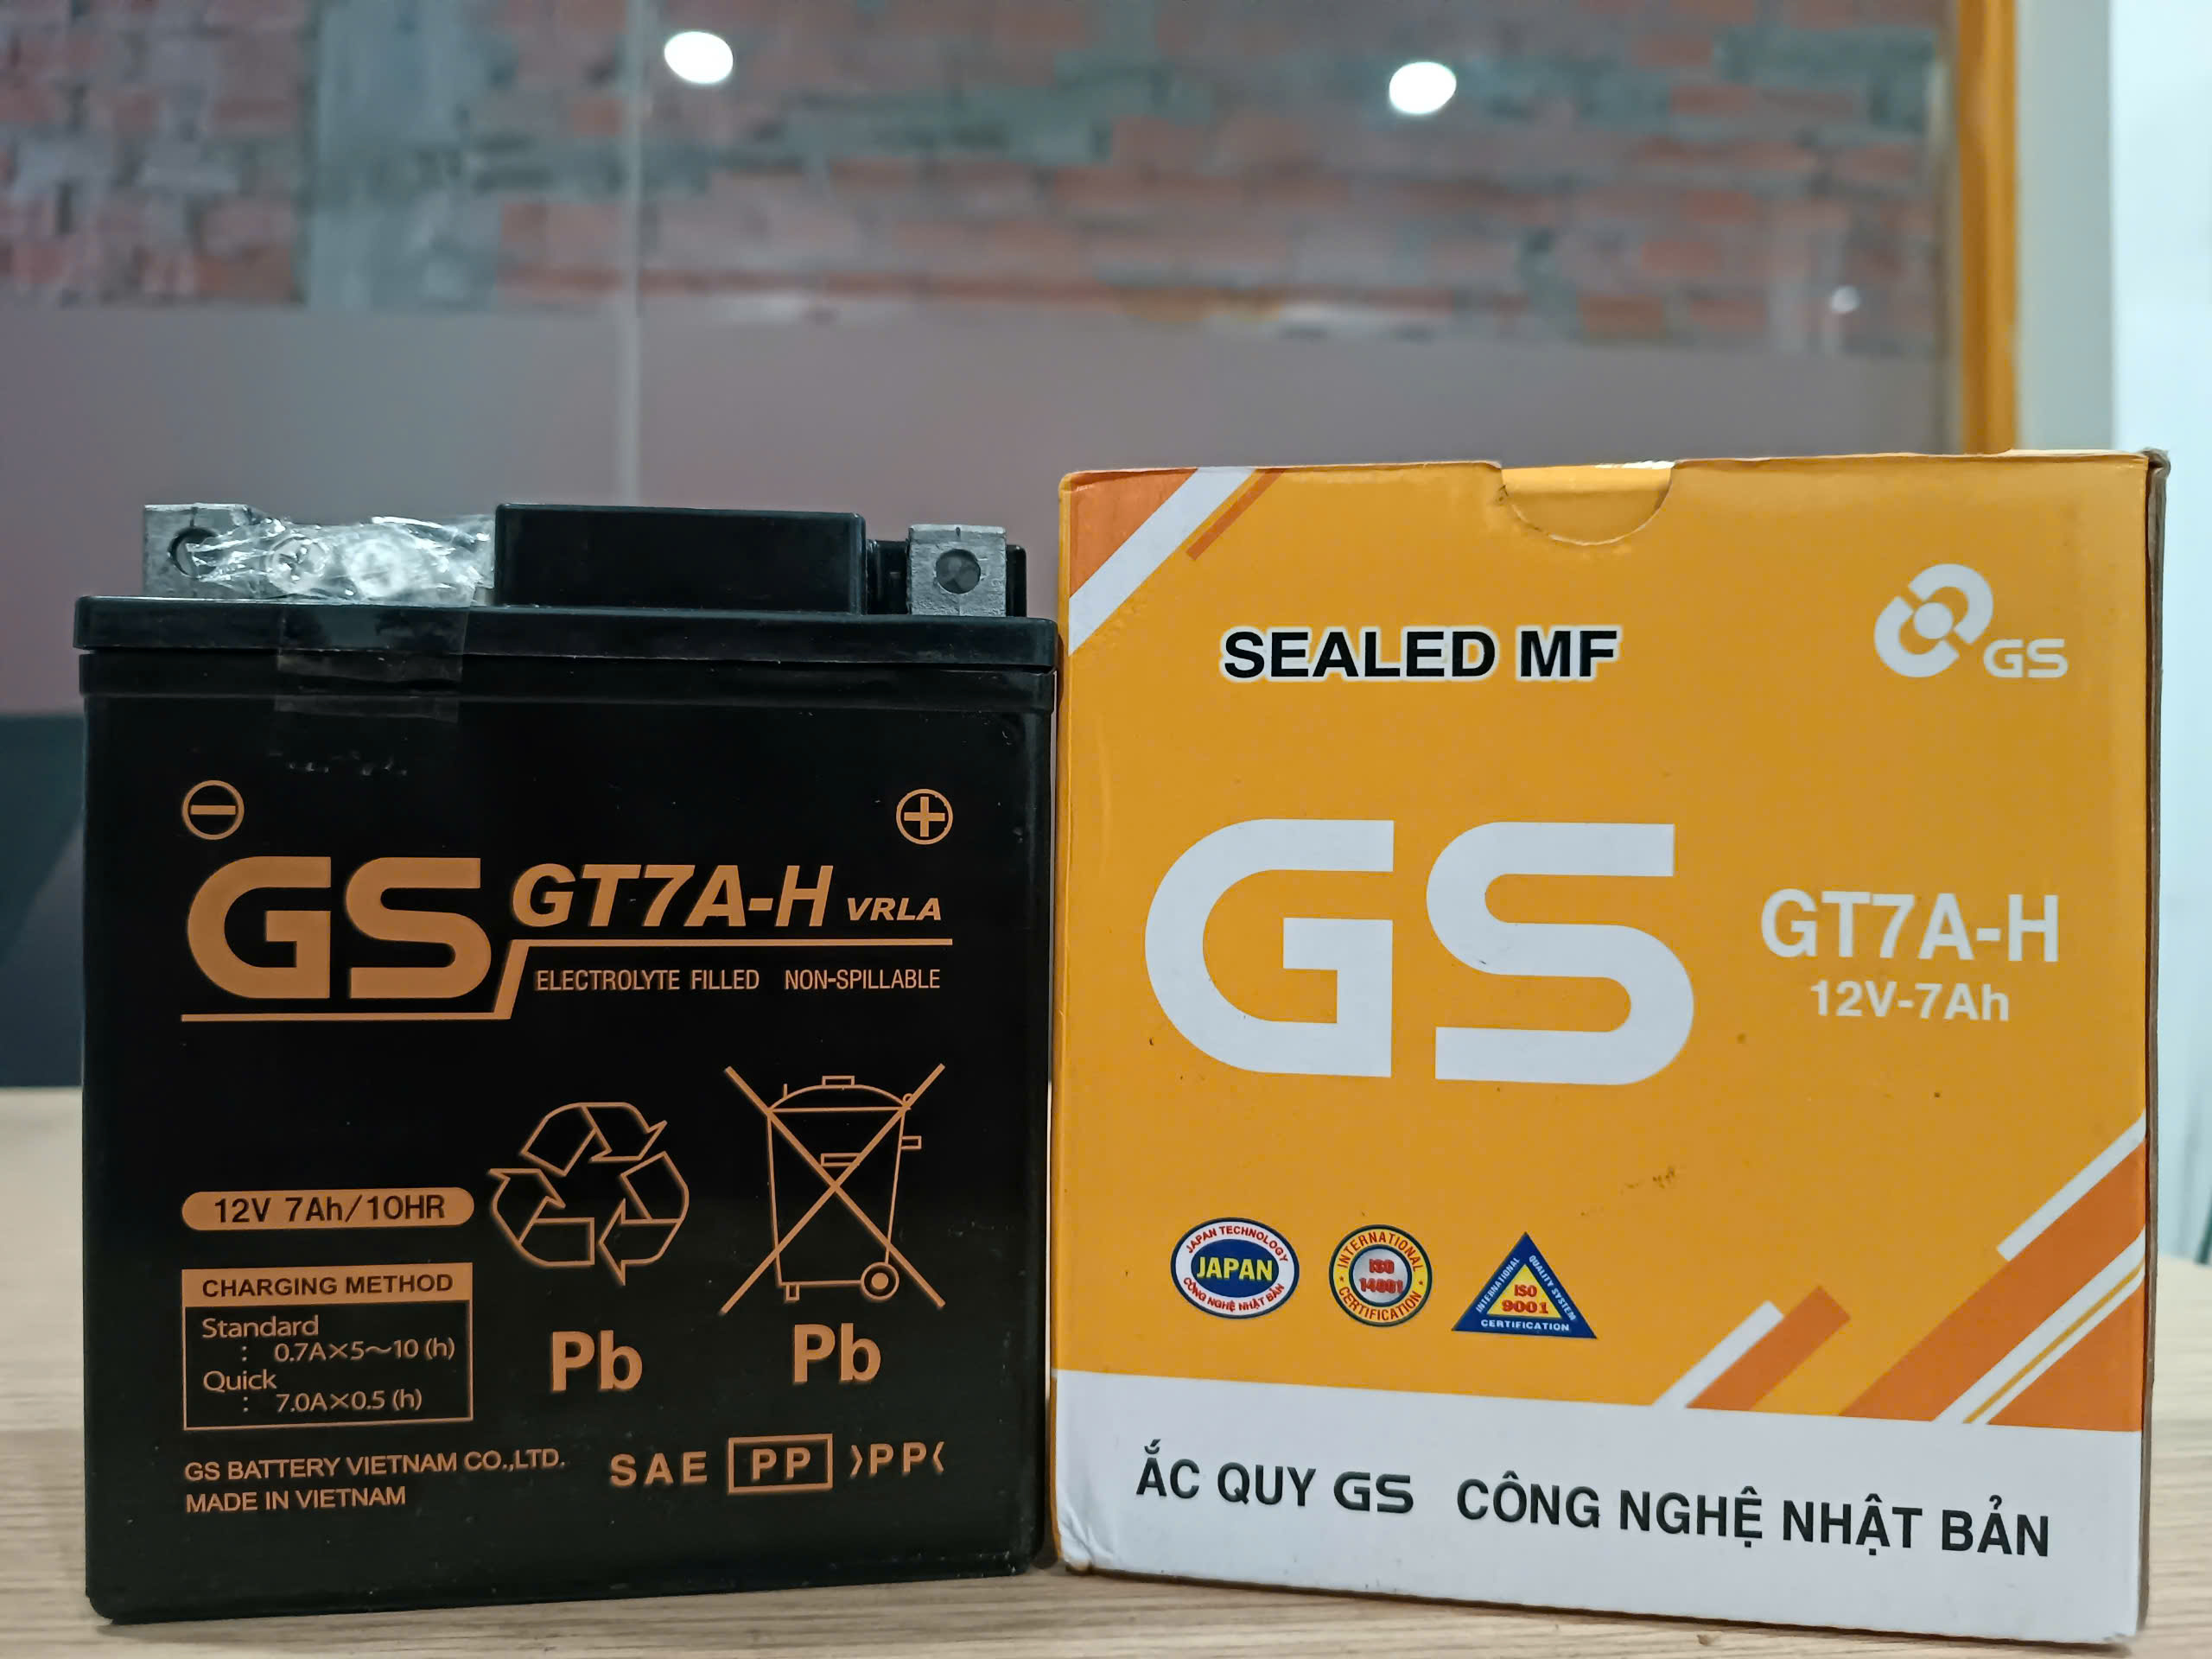 GS GT7A-H VRLA
ELECTROLYTE FILLED NON-SPILLABLE
12V 7Ah/10HR
CHARGING METHOD
Standard
: 0.7A×5~10 (h)
Quick
: 7.0A×0.5 (h)
Pb
Pb
GS BATTERY VIETNAM CO.,LTD.
MADE IN VIETNAM
SAE PP >PP<
SEALED MF
GS
GS
GT7A-H
12V-7Ah
JAPAN TECHNOLOGY
JAPAN
CÔNG NGHỆ NHẬT BẢN
INTERNATIONAL
ISO
14001
CERTIFICATION
INTERNATIONAL
QUALITY SYSTEM
ISO
9001
CERTIFICATION
ẮC QUY GS CÔNG NGHỆ NHẬT BẢN